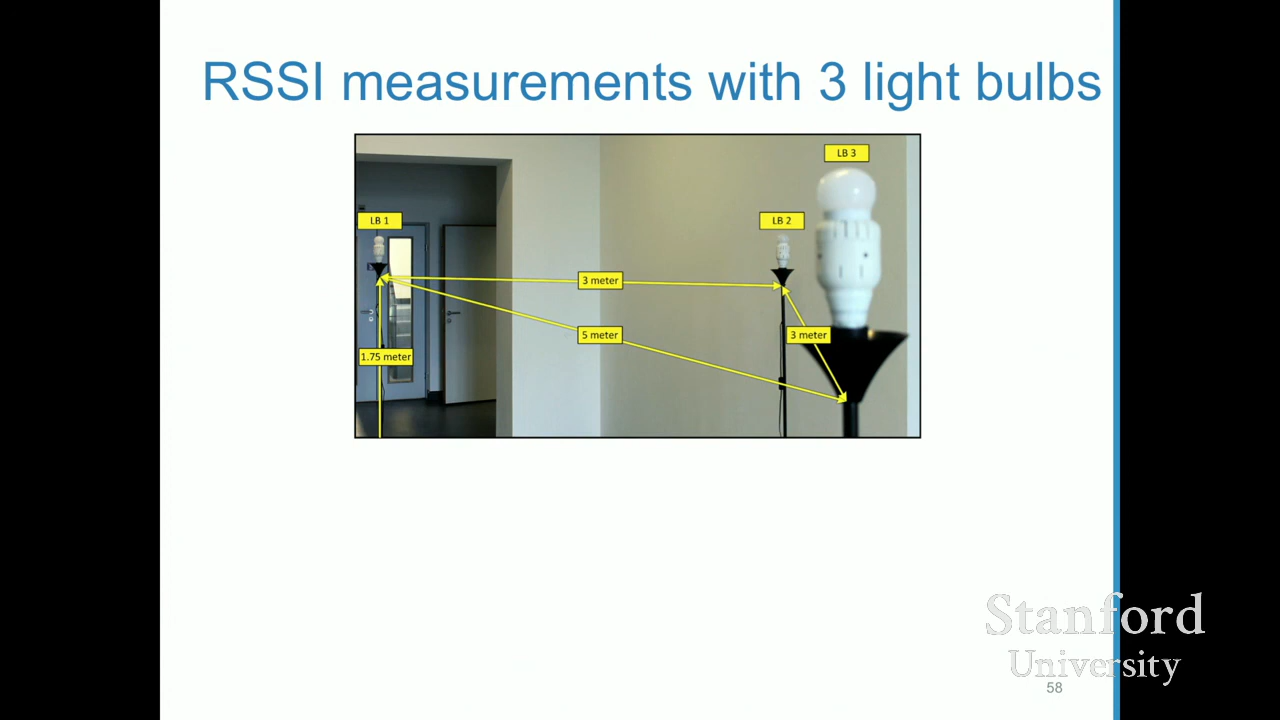 RSSI measurements with 3 light bulbs
LB 3
LB 1
LB 2
3 meter
5 meter
3 meter
1.75 meter
Stanford
University
58